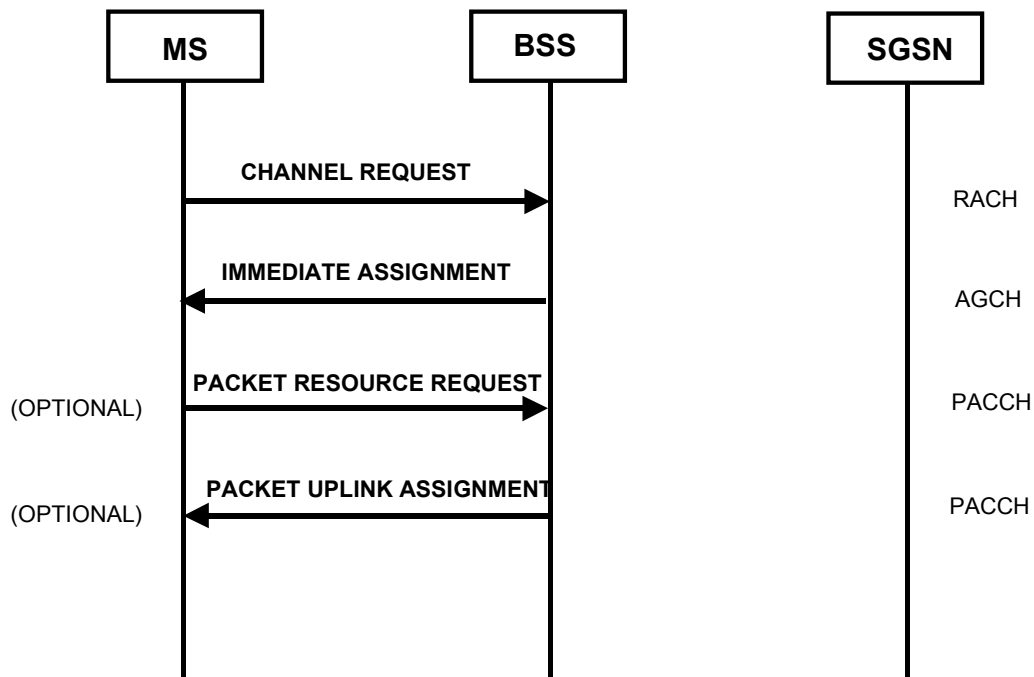 MS
BSS
SGSN
CHANNEL REQUEST
RACH
IMMEDIATE ASSIGNMENT
AGCH
PACKET RESOURCE REQUEST
(OPTIONAL)
PACCH
PACKET UPLINK ASSIGNMENT
(OPTIONAL)
PACCH